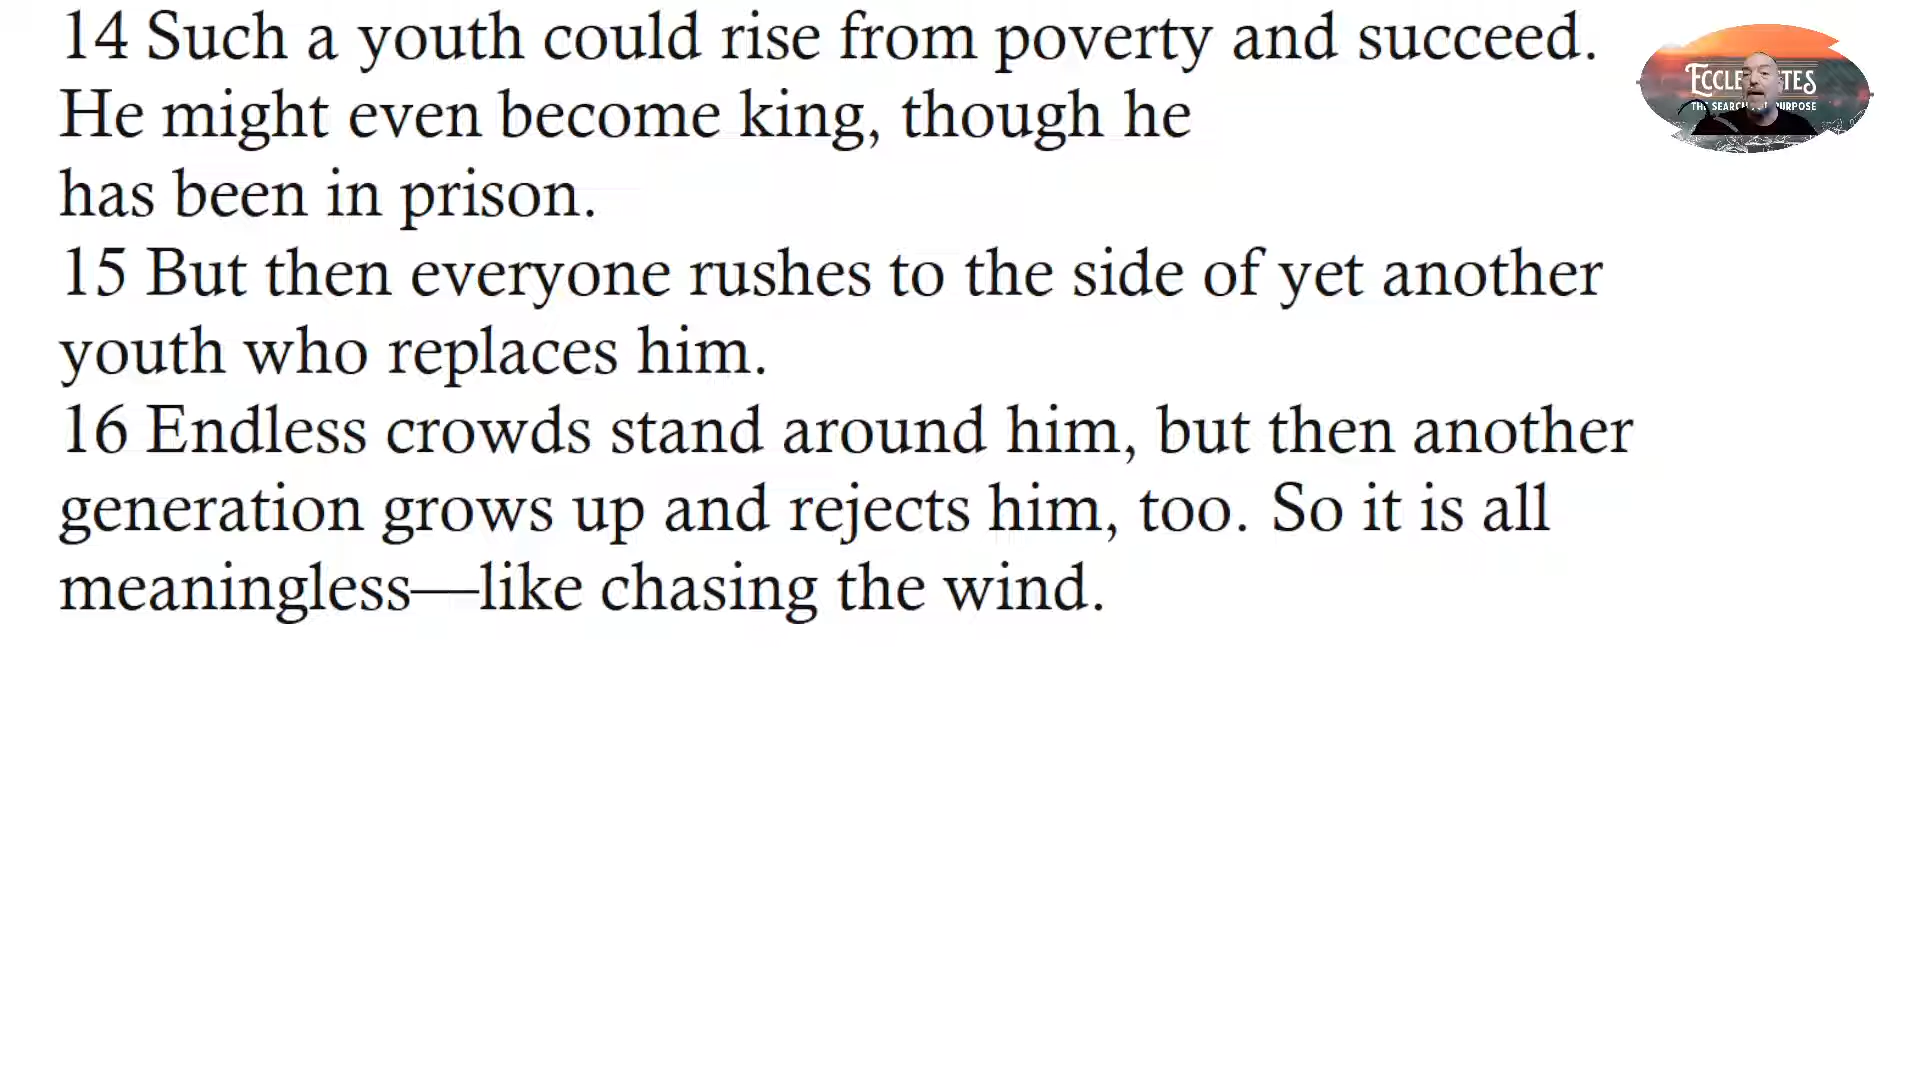 14 Such a youth could rise from poverty and succeed.
He might even become king, though he
has been in prison.
15 But then everyone rushes to the side of yet another
youth who replaces him.
16 Endless crowds stand around him, but then another
generation grows up and rejects him, too. So it is all
meaningless—like chasing the wind.